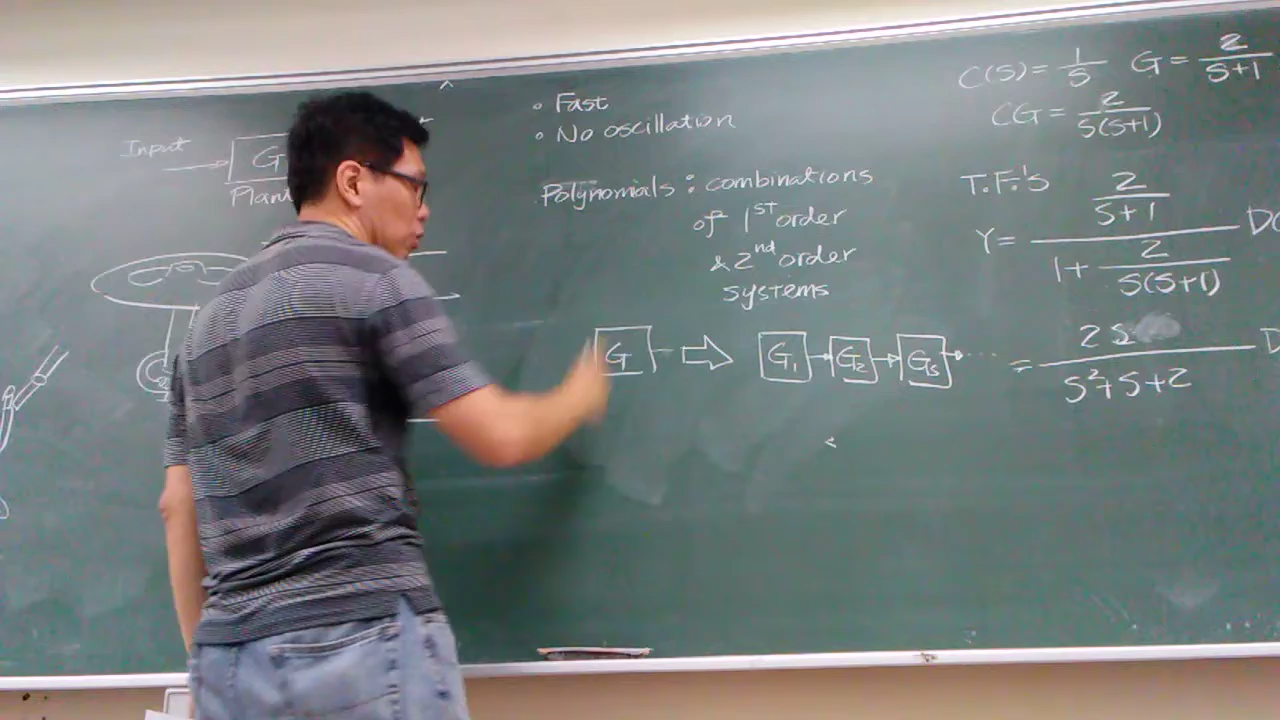 Input
G
Plant
• Fast
• No oscillation
Polynomials : combinations
of 1ST order
& 2nd order
systems
G ⇨ G1 → G2 → G3 → ....
C(S) = 1/S G = 2/(S+1)
CG = 2/(S(S+1))
T.F.'s
Y = (2/(S+1)) / (1 + 2/(S(S+1)))
= 2S / (S²+S+2)